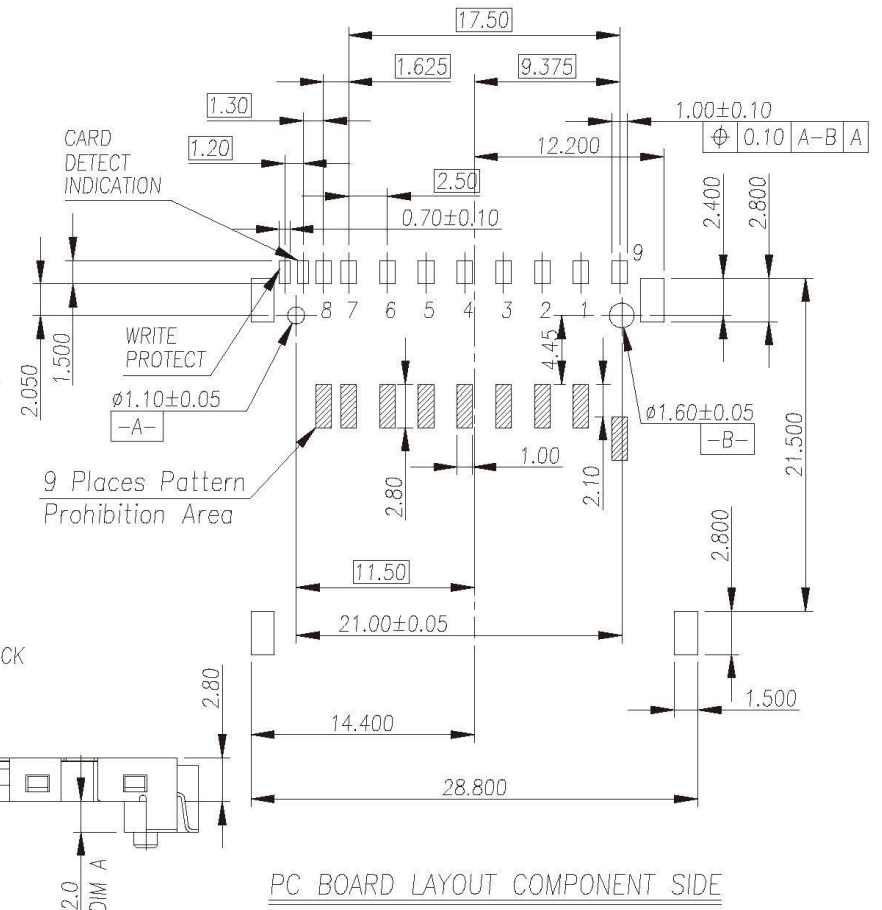 17.50
1.625
9.375
1.30
1.00±0.10
⌖ 0.10 A-B A
CARD
DETECT
INDICATION
1.20
12.200
2.50
0.70±0.10
2.400
2.800
9
8 7 6 5 4 3 2 1
WRITE
PROTECT
2.050
1.500
4.45
ø1.10±0.05
-A-
ø1.60±0.05
-B-
21.500
9 Places Pattern
Prohibition Area
2.80
1.00
2.10
2.800
11.50
21.00±0.05
CK
2.80
14.400
1.500
28.800
2.0
DIM A
PC BOARD LAYOUT COMPONENT SIDE